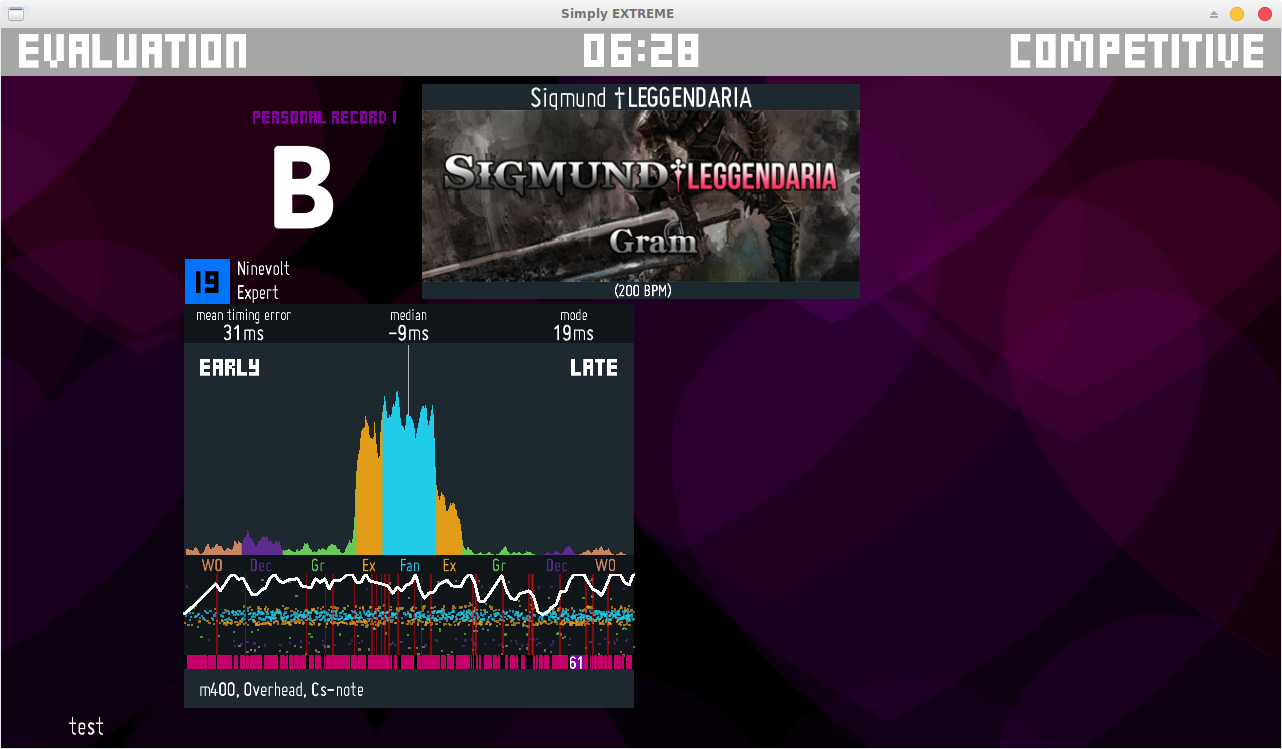 Simply EXTREME
EVALUATION
06:28
COMPETITIVE
Sigmund †LEGGENDARIA
PERSONAL RECORD 1
B
SIGMUND†LEGGENDARIA
Gram
(200 BPM)
19
Ninevolt
Expert
mean timing error
31ms
median
-9ms
mode
19ms
EARLY
LATE
WO Dec Gr Ex Fan Ex Gr Dec WO
61
m400, Overhead, Cs-note
test